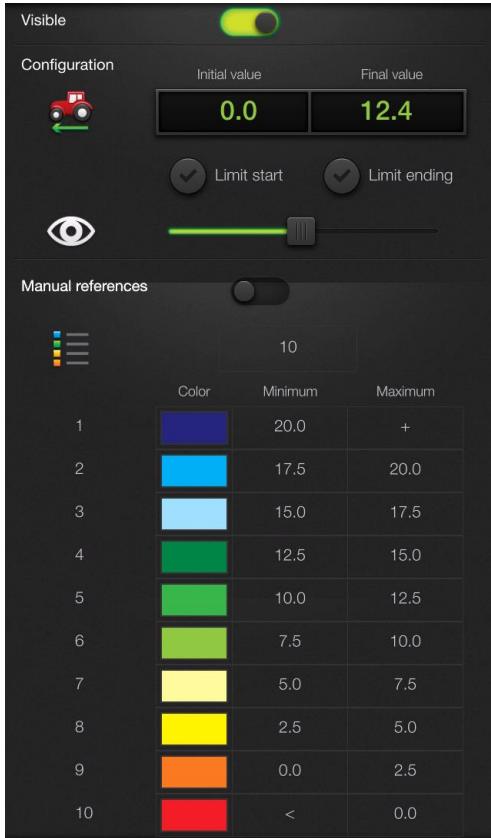 Visible
Configuration
Initial value Final value
0.0 12.4
Limit start Limit ending
Manual references
10
Color Minimum Maximum
1 20.0 +
2 17.5 20.0
3 15.0 17.5
4 12.5 15.0
5 10.0 12.5
6 7.5 10.0
7 5.0 7.5
8 2.5 5.0
9 0.0 2.5
10 < 0.0